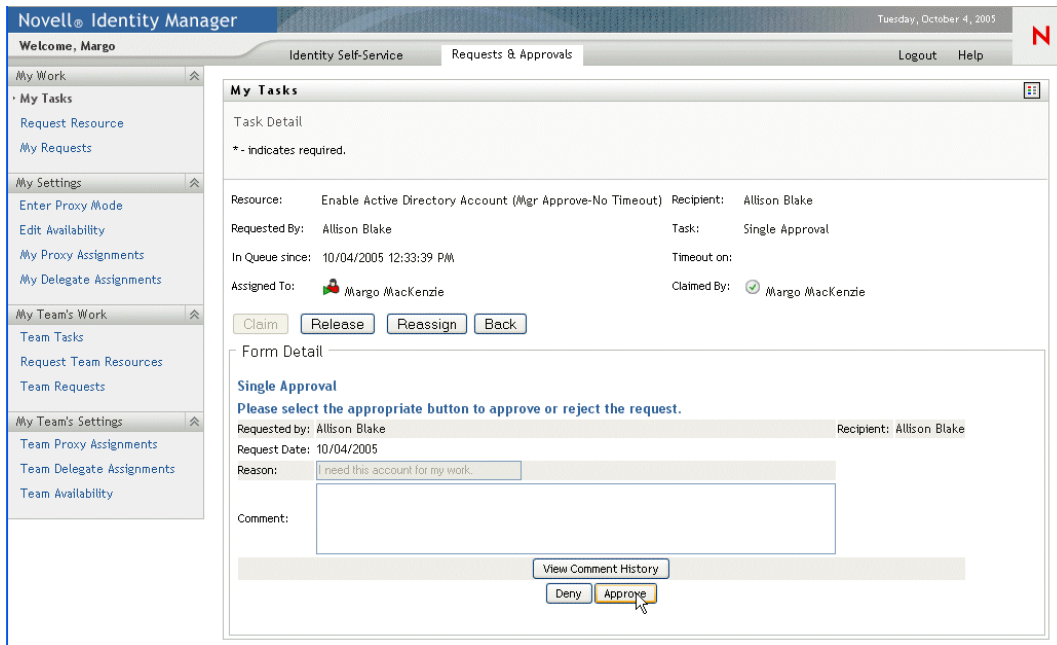 Novell® Identity Manager
Tuesday, October 4, 2005
N
Welcome, Margo
Identity Self-Service
Requests & Approvals
Logout Help
My Work
· My Tasks
Request Resource
My Requests
My Settings
Enter Proxy Mode
Edit Availability
My Proxy Assignments
My Delegate Assignments
My Team's Work
Team Tasks
Request Team Resources
Team Requests
My Team's Settings
Team Proxy Assignments
Team Delegate Assignments
Team Availability
My Tasks
Task Detail
* - indicates required.
Resource: Enable Active Directory Account (Mgr Approve-No Timeout) Recipient: Allison Blake
Requested By: Allison Blake Task: Single Approval
In Queue since: 10/04/2005 12:33:39 PM Timeout on:
Assigned To: Margo MacKenzie Claimed By: Margo MacKenzie
Claim Release Reassign Back
Form Detail
Single Approval
Please select the appropriate button to approve or reject the request.
Requested by: Allison Blake Recipient: Allison Blake
Request Date: 10/04/2005
Reason: I need this account for my work.
Comment:
View Comment History
Deny Approve